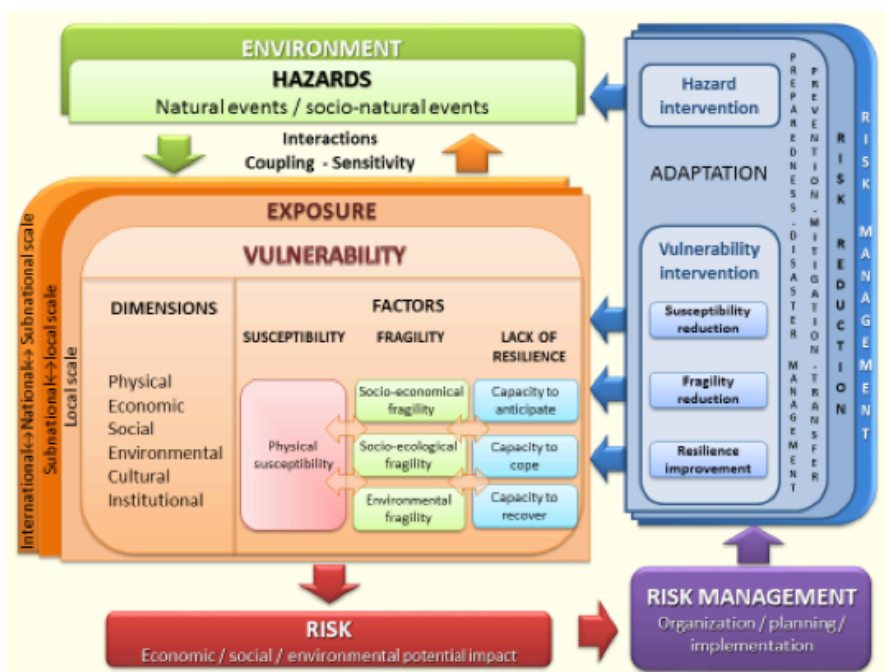 ENVIRONMENT
HAZARDS
Natural events / socio-natural events
Interactions
Coupling - Sensitivity
EXPOSURE
VULNERABILITY
DIMENSIONS
Physical
Economic
Social
Environmental
Cultural
Institutional
FACTORS
SUSCEPTIBILITY
FRAGILITY
LACK OF
RESILIENCE
Physical
susceptibility
Socio-economical
fragility
Socio-ecological
fragility
Environmental
fragility
Capacity to
anticipate
Capacity to
cope
Capacity to
recover
International↔National↔Subnational scale
Subnational↔local scale
Local scale
Hazard
intervention
ADAPTATION
Vulnerability
intervention
Susceptibility
reduction
Fragility
reduction
Resilience
improvement
PREPAREDNESS-DISASTER MANAGEMENT
PREVENTION-MITIGATION-TRANSFER
RISK REDUCTION
RISK MANAGEMENT
RISK
Economic / social / environmental potential impact
RISK MANAGEMENT
Organization / planning /
implementation